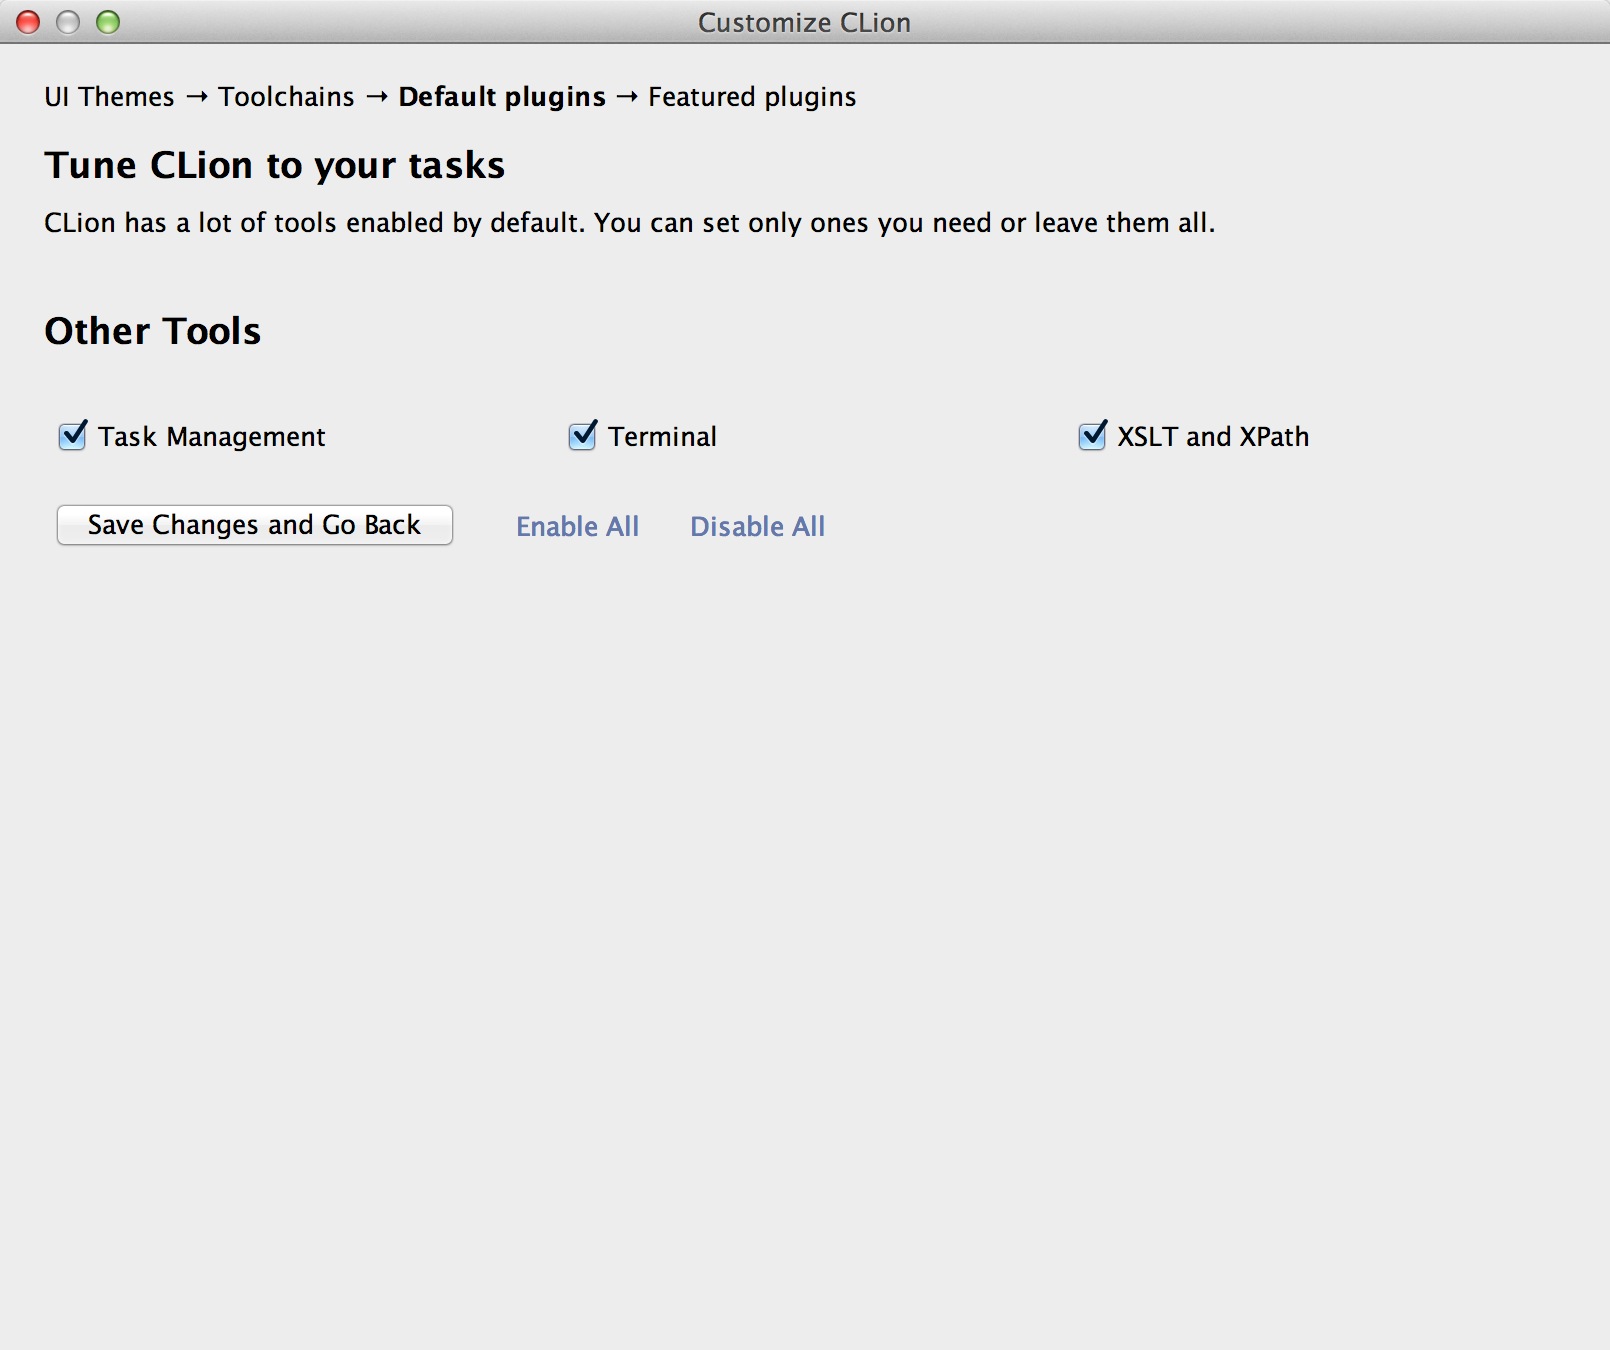 Customize CLion
UI Themes → Toolchains → Default plugins → Featured plugins
Tune CLion to your tasks
CLion has a lot of tools enabled by default. You can set only ones you need or leave them all.
Other Tools
Task Management Terminal XSLT and XPath
Save Changes and Go Back Enable All Disable All